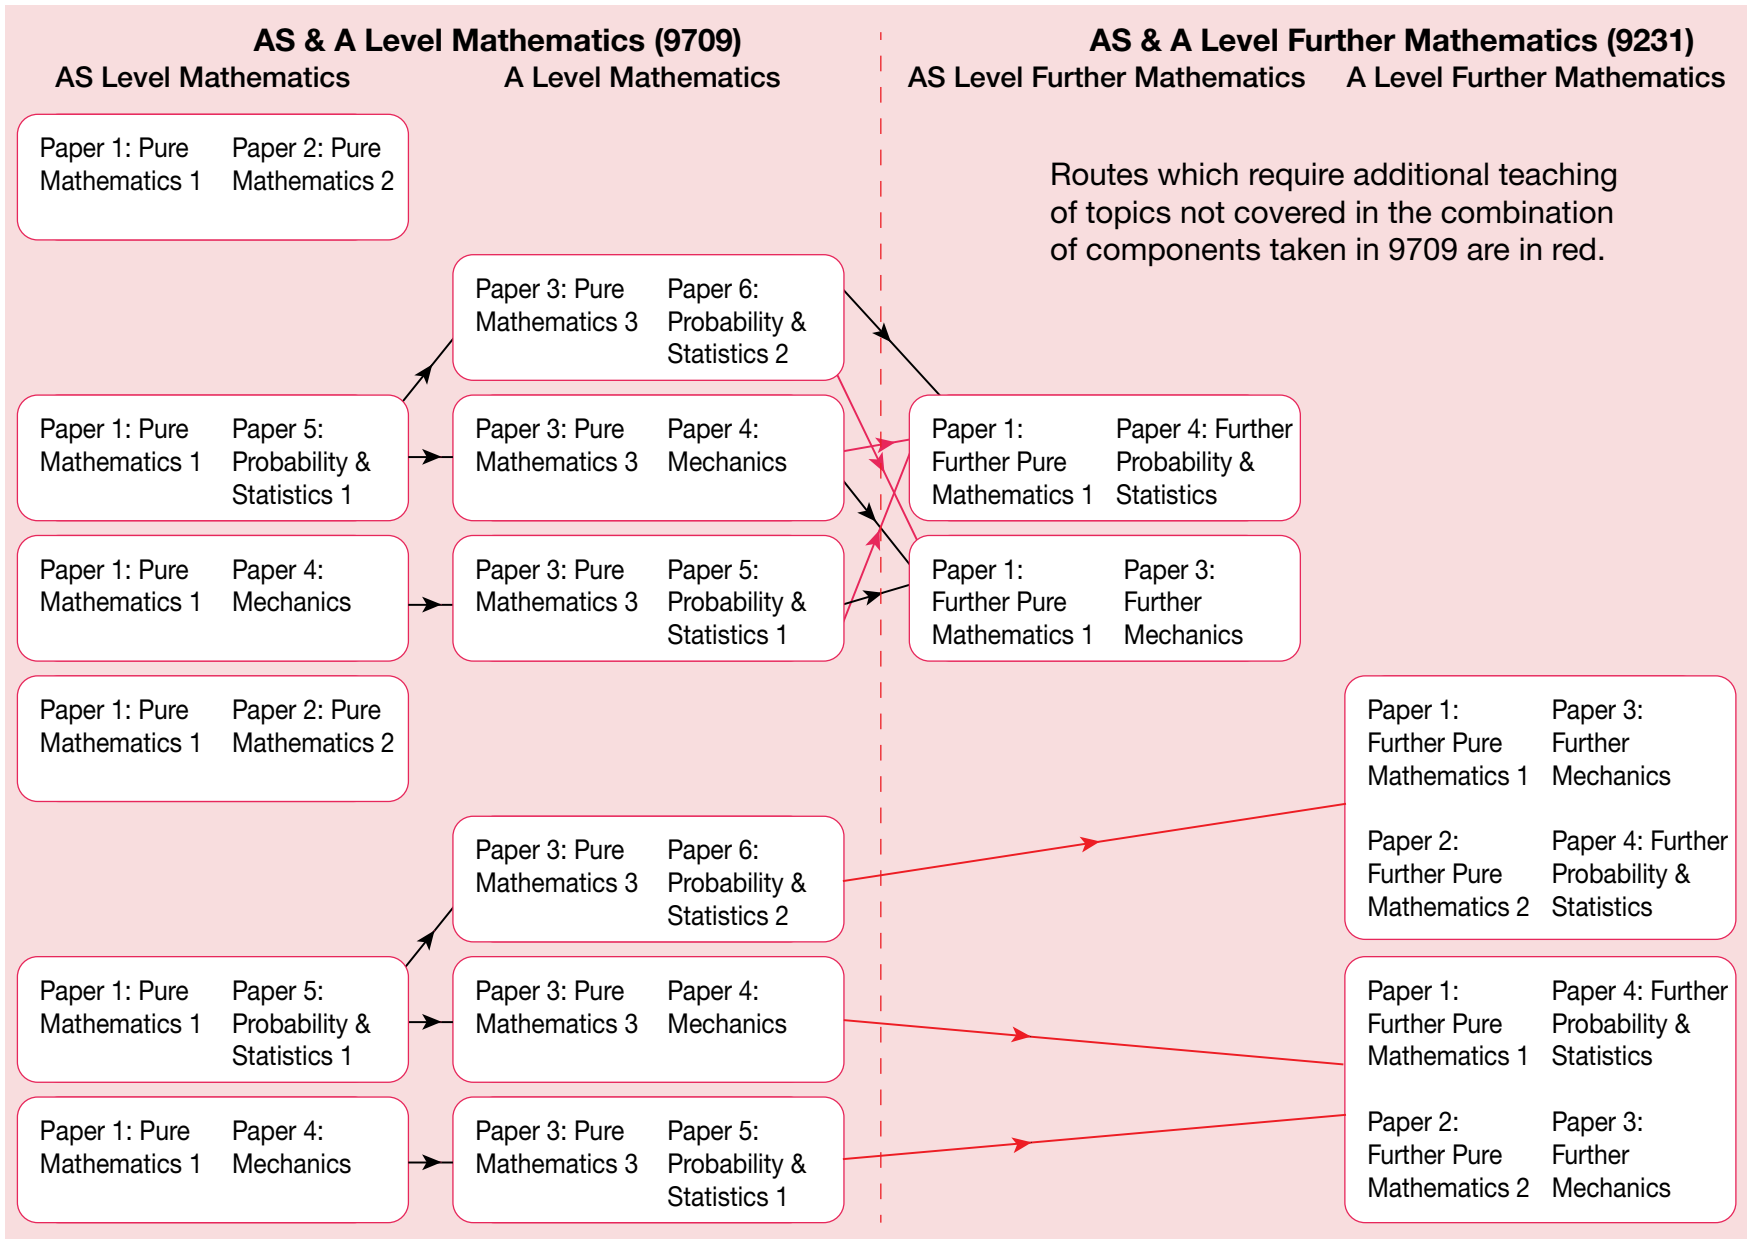 AS & A Level Mathematics (9709)
AS & A Level Further Mathematics (9231)
AS Level Mathematics
A Level Mathematics
AS Level Further Mathematics
A Level Further Mathematics
Paper 1: Pure
Mathematics 1
Paper 2: Pure
Mathematics 2
Routes which require additional teaching
of topics not covered in the combination
of components taken in 9709 are in red.
Paper 3: Pure
Mathematics 3
Paper 6:
Probability &
Statistics 2
Paper 1: Pure
Mathematics 1
Paper 5:
Probability &
Statistics 1
Paper 3: Pure
Mathematics 3
Paper 4:
Mechanics
Paper 1:
Further Pure
Mathematics 1
Paper 4: Further
Probability &
Statistics
Paper 1: Pure
Mathematics 1
Paper 4:
Mechanics
Paper 3: Pure
Mathematics 3
Paper 5:
Probability &
Statistics 1
Paper 1:
Further Pure
Mathematics 1
Paper 3:
Further
Mechanics
Paper 1: Pure
Mathematics 1
Paper 2: Pure
Mathematics 2
Paper 1:
Further Pure
Mathematics 1
Paper 3:
Further
Mechanics
Paper 2:
Further Pure
Mathematics 2
Paper 4: Further
Probability &
Statistics
Paper 3: Pure
Mathematics 3
Paper 6:
Probability &
Statistics 2
Paper 1: Pure
Mathematics 1
Paper 5:
Probability &
Statistics 1
Paper 3: Pure
Mathematics 3
Paper 4:
Mechanics
Paper 1:
Further Pure
Mathematics 1
Paper 4: Further
Probability &
Statistics
Paper 2:
Further Pure
Mathematics 2
Paper 3:
Further
Mechanics
Paper 1: Pure
Mathematics 1
Paper 4:
Mechanics
Paper 3: Pure
Mathematics 3
Paper 5:
Probability &
Statistics 1